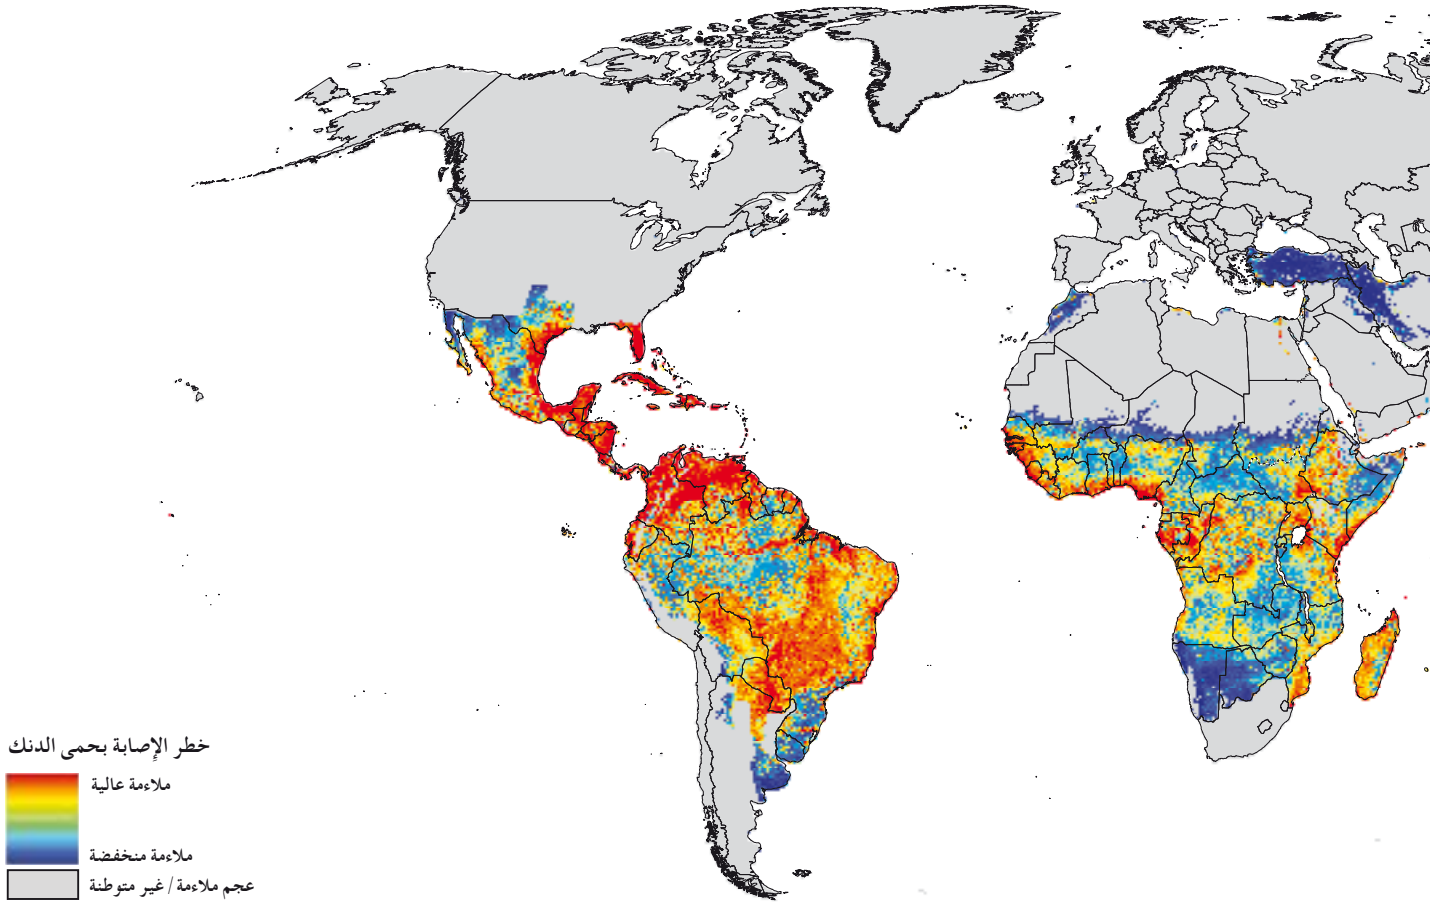 خطر الإصابة بحمى الدنك
ملاءمة عالية
ملاءمة منخفضة
عجم ملاءمة / غير متوطنة